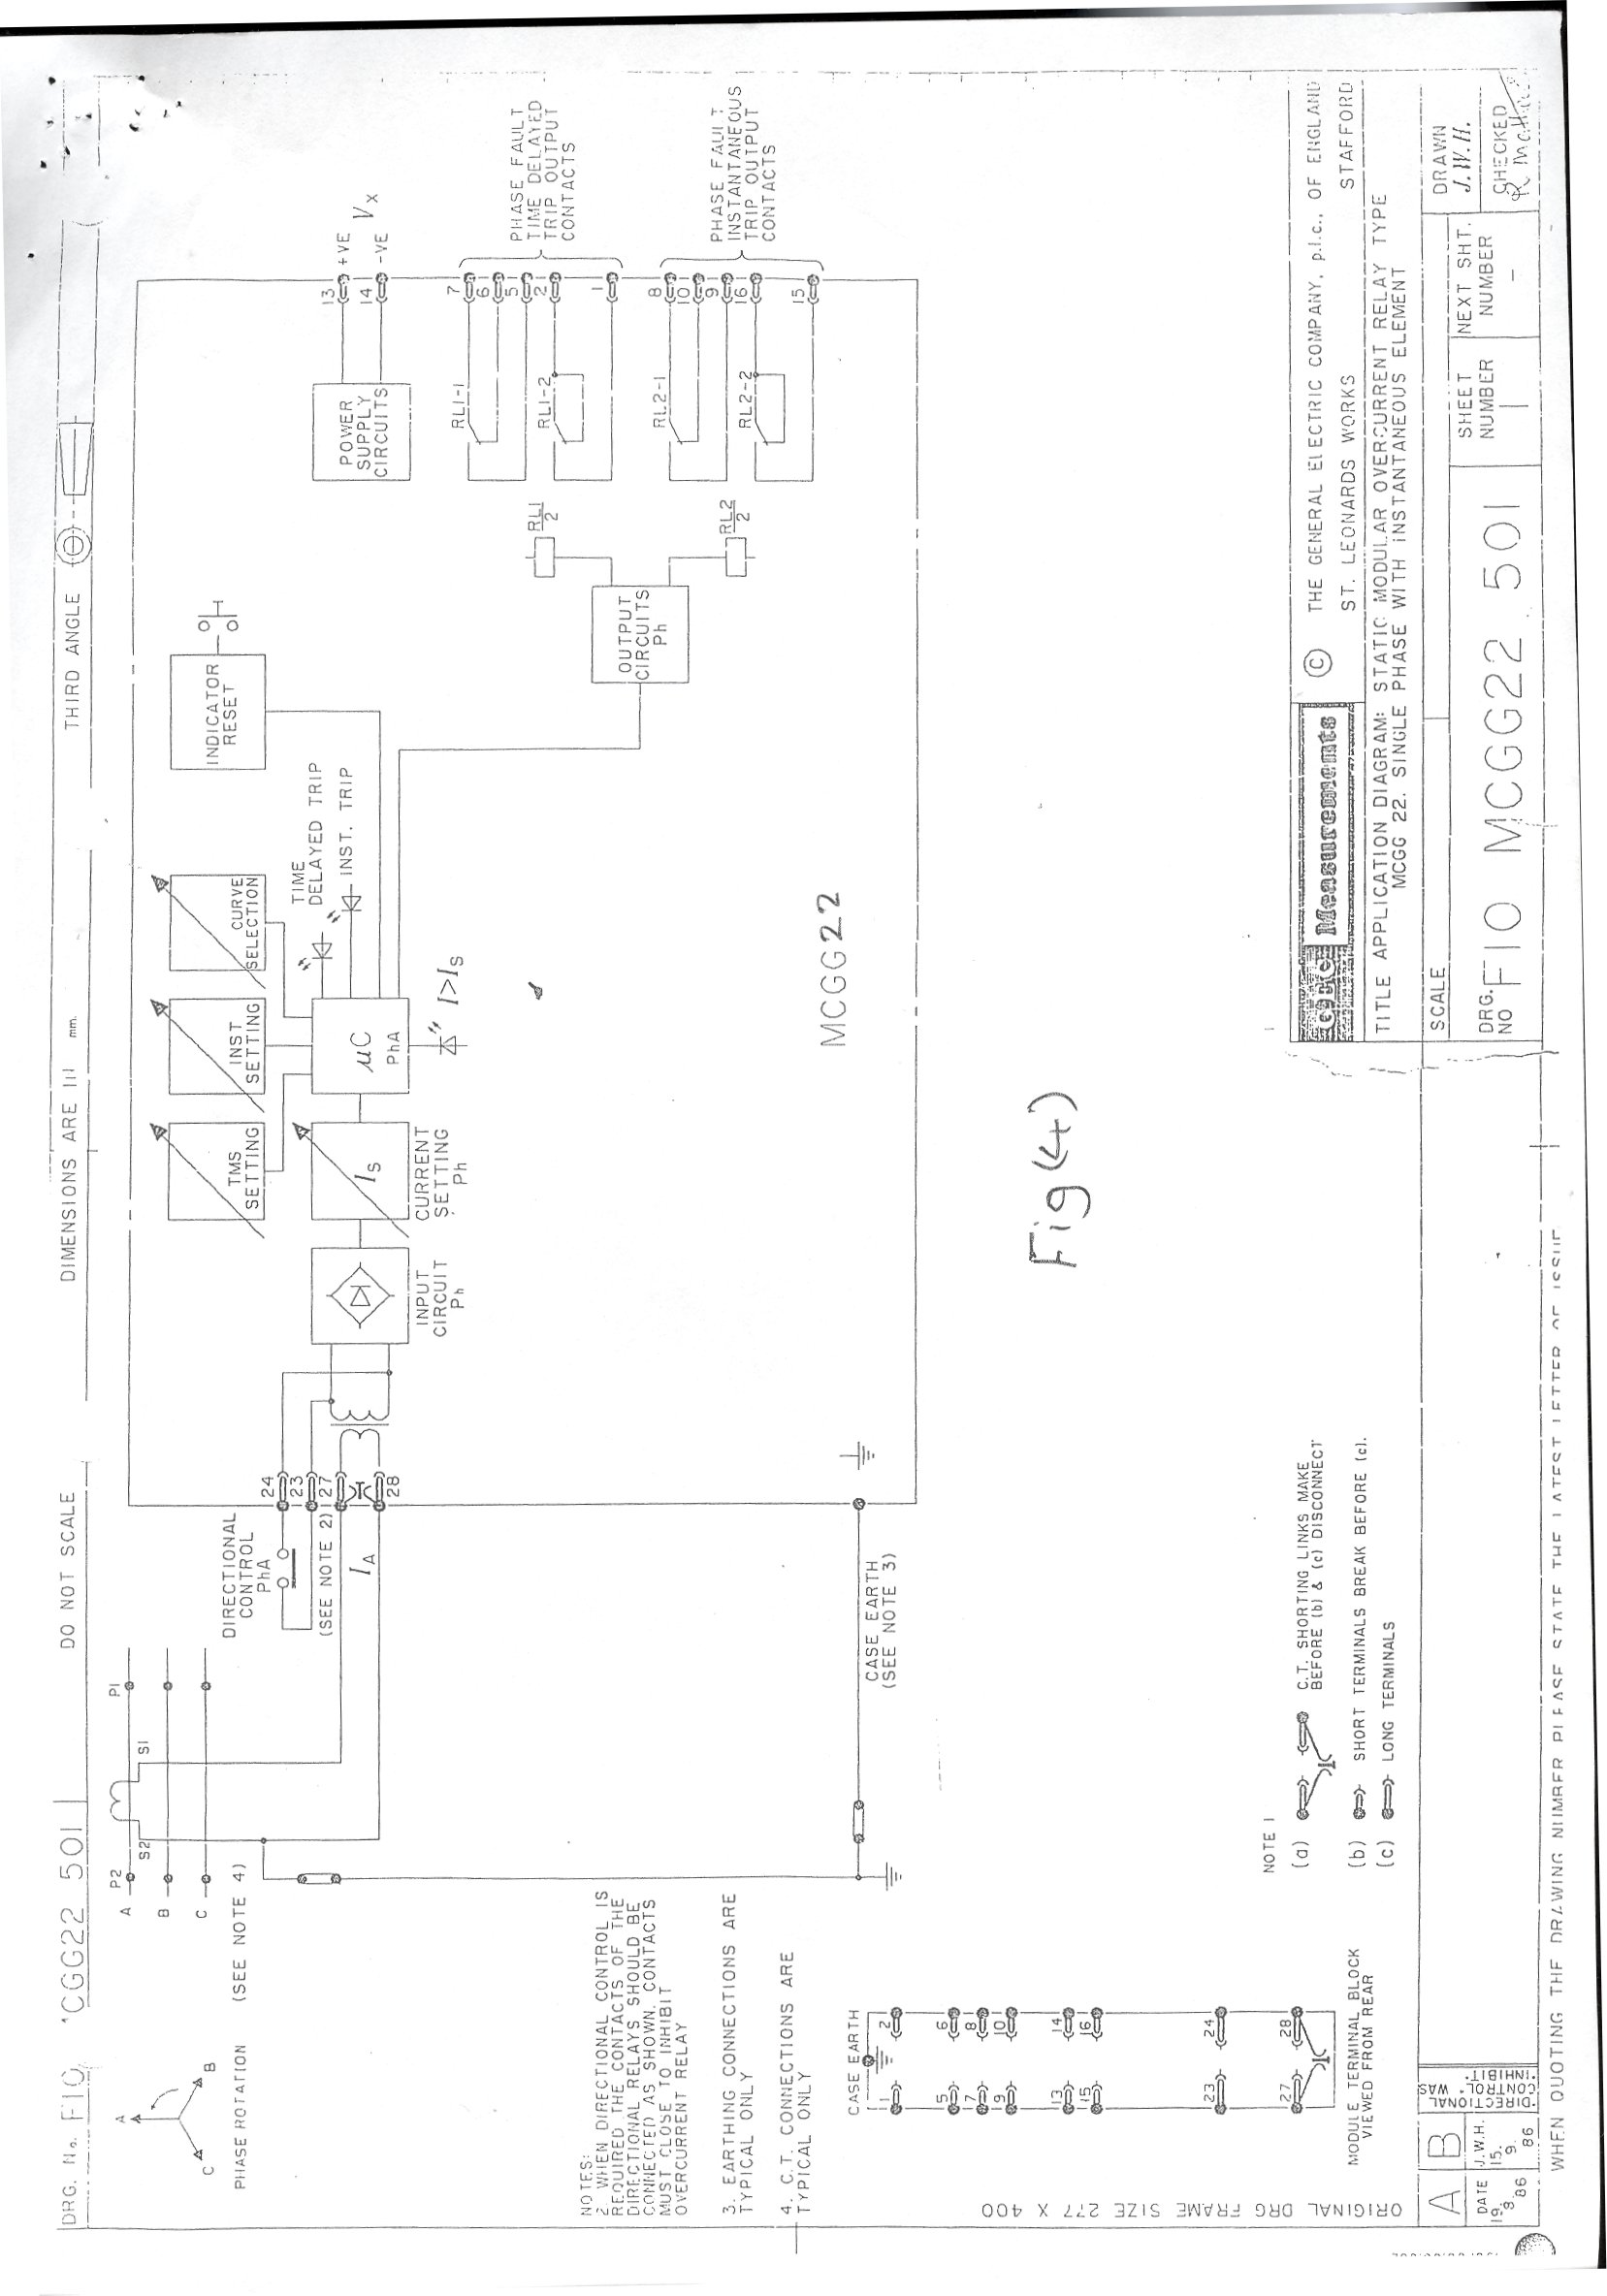 DRG. No. F10 'CGG22 501
DO NOT SCALE
DIMENSIONS ARE IN mm.
THIRD ANGLE
A
B
C
PHASE ROTATION
(SEE NOTE 4)
A
B
C
P2
P1
S2
S1
DIRECTIONAL
CONTROL
PhA
(SEE NOTE 2)
IA
24
23
27
28
INPUT
CIRCUIT
Ph
IS
CURRENT
SETTING
Ph
TMS
SETTING
INST
SETTING
CURVE
SELECTION
µC
PhA
I>IS
TIME
DELAYED TRIP
INST. TRIP
INDICATOR
RESET
OUTPUT
CIRCUITS
Ph
RL1
2
RL2
2
POWER
SUPPLY
CIRCUITS
13
+VE
14
-VE
VX
RL1-1
RL1-2
7
6
5
2
1
PHASE FAULT
TIME DELAYED
TRIP OUTPUT
CONTACTS
RL2-1
RL2-2
8
10
9
16
15
PHASE FAULT
INSTANTANEOUS
TRIP OUTPUT
CONTACTS
MCGG22
CASE EARTH
(SEE NOTE 3)
NOTES:
2. WHEN DIRECTIONAL CONTROL IS
REQUIRED THE CONTACTS OF THE
DIRECTIONAL RELAYS SHOULD BE
CONNECTED AS SHOWN. CONTACTS
MUST CLOSE TO INHIBIT
OVERCURRENT RELAY
3. EARTHING CONNECTIONS ARE
TYPICAL ONLY
4. C.T. CONNECTIONS ARE
TYPICAL ONLY
Fig (4)
CASE EARTH
1 2
5 6
7 8
9 10
13 14
15 16
23 24
27 28
MODULE TERMINAL BLOCK
VIEWED FROM REAR
NOTE 1
(a) C.T. SHORTING LINKS MAKE
BEFORE (b) & (c) DISCONNECT
(b) SHORT TERMINALS BREAK BEFORE (c).
(c) LONG TERMINALS
ORIGINAL DRG FRAME SIZE 277 X 400
A
B
DATE
19.
8.
86
J.W.H.
15.
9.
86
"DIRECTIONAL
CONTROL" WAS
"INHIBIT".
GEC Measurements
© THE GENERAL ELECTRIC COMPANY, p.l.c., OF ENGLAND
ST. LEONARDS WORKS STAFFORD
TITLE APPLICATION DIAGRAM: STATIC MODULAR OVERCURRENT RELAY TYPE
MCGG 22. SINGLE PHASE WITH INSTANTANEOUS ELEMENT
SCALE
DRG.
NO F10 MCGG22 501
SHEET
NUMBER
1
NEXT SHT.
NUMBER
-
DRAWN
J.W.H.
CHECKED
WHEN QUOTING THE DRAWING NUMBER PLEASE STATE THE LATEST LETTER OF ISSUE